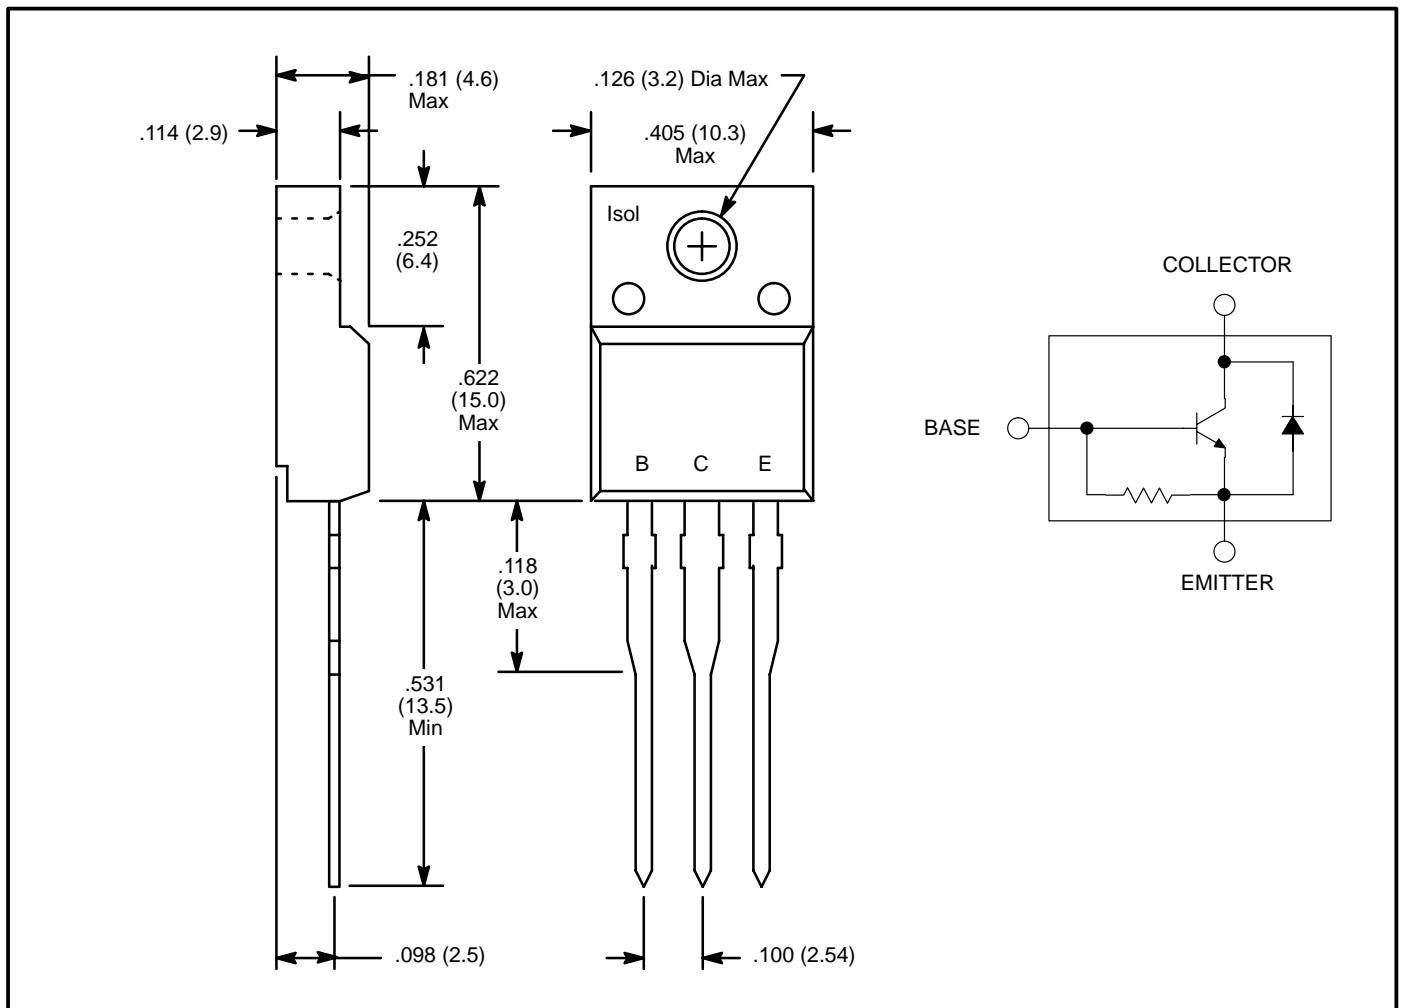 .181 (4.6)
Max
.126 (3.2) Dia Max
.114 (2.9)
.405 (10.3)
Max
Isol
.252
(6.4)
COLLECTOR
.622
(15.0)
Max
BASE
B C E
.118
(3.0)
Max
EMITTER
.531
(13.5)
Min
.098 (2.5)
.100 (2.54)